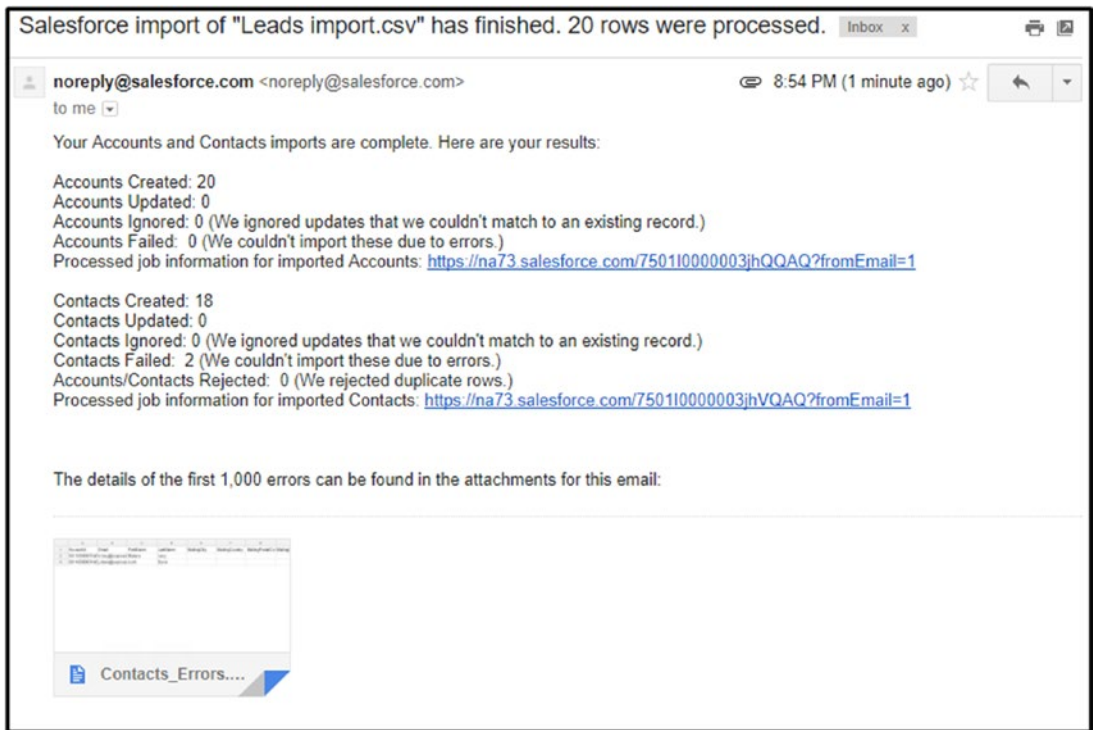 Salesforce import of "Leads import.csv" has finished. 20 rows were processed. Inbox x
noreply@salesforce.com <noreply@salesforce.com> 8:54 PM (1 minute ago)
to me
Your Accounts and Contacts imports are complete. Here are your results:
Accounts Created: 20
Accounts Updated: 0
Accounts Ignored: 0 (We ignored updates that we couldn't match to an existing record.)
Accounts Failed:  0 (We couldn't import these due to errors.)
Processed job information for imported Accounts: https://na73.salesforce.com/7501I0000003jhQQAQ?fromEmail=1
Contacts Created: 18
Contacts Updated: 0
Contacts Ignored: 0 (We ignored updates that we couldn't match to an existing record.)
Contacts Failed:  2 (We couldn't import these due to errors.)
Accounts/Contacts Rejected:  0 (We rejected duplicate rows.)
Processed job information for imported Contacts: https://na73.salesforce.com/7501I0000003jhVQAQ?fromEmail=1
The details of the first 1,000 errors can be found in the attachments for this email:
Contacts_Errors....